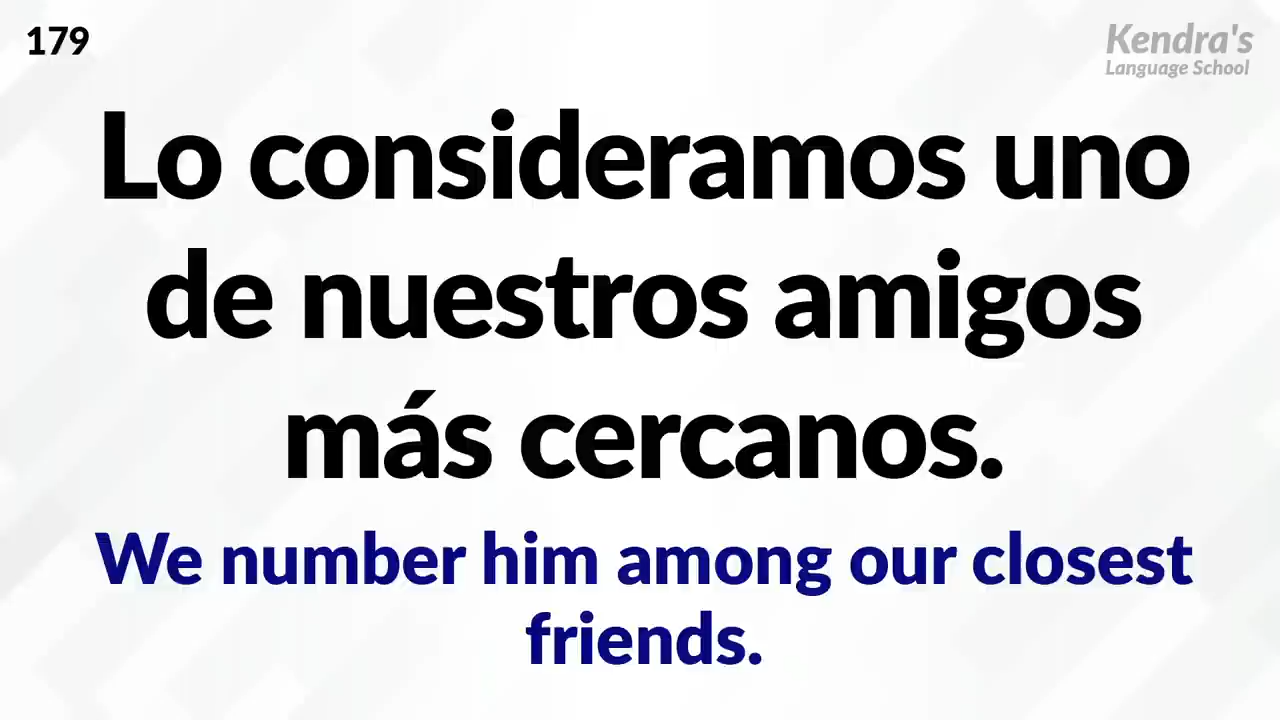 179
Kendra's
Language School
Lo consideramos uno
de nuestros amigos
más cercanos.
We number him among our closest
friends.